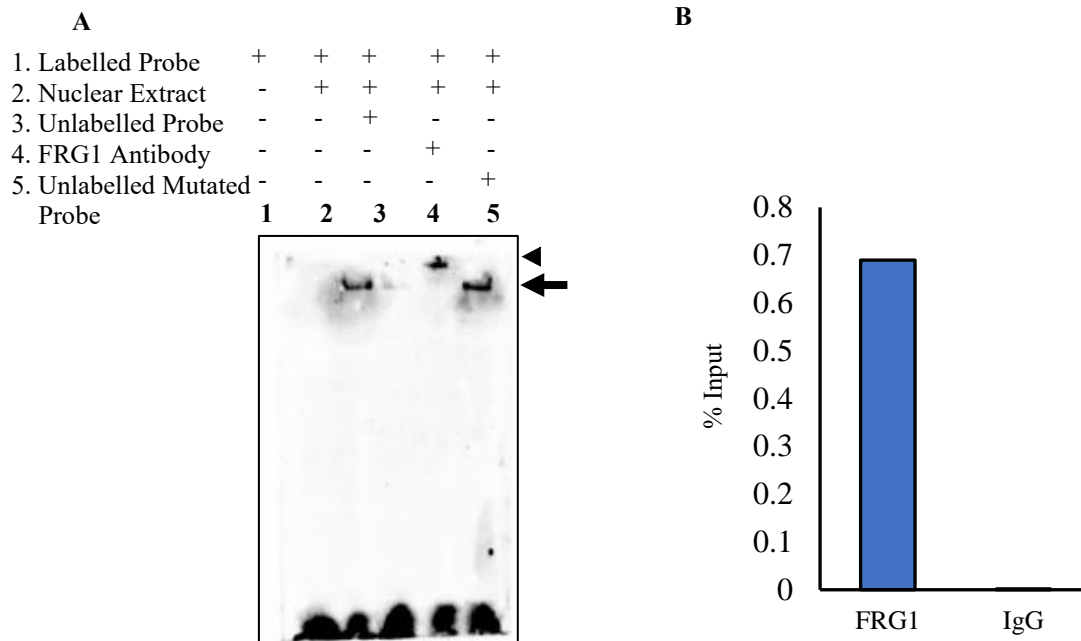 A
1. Labelled Probe + + + + +
2. Nuclear Extract - + + + +
3. Unlabelled Probe - - + - -
4. FRG1 Antibody - - - + -
5. Unlabelled Mutated - - - - +
Probe 1 2 3 4 5
B
0.8
0.7
0.6
0.5
0.4
0.3
0.2
0.1
0
% Input
FRG1 IgG